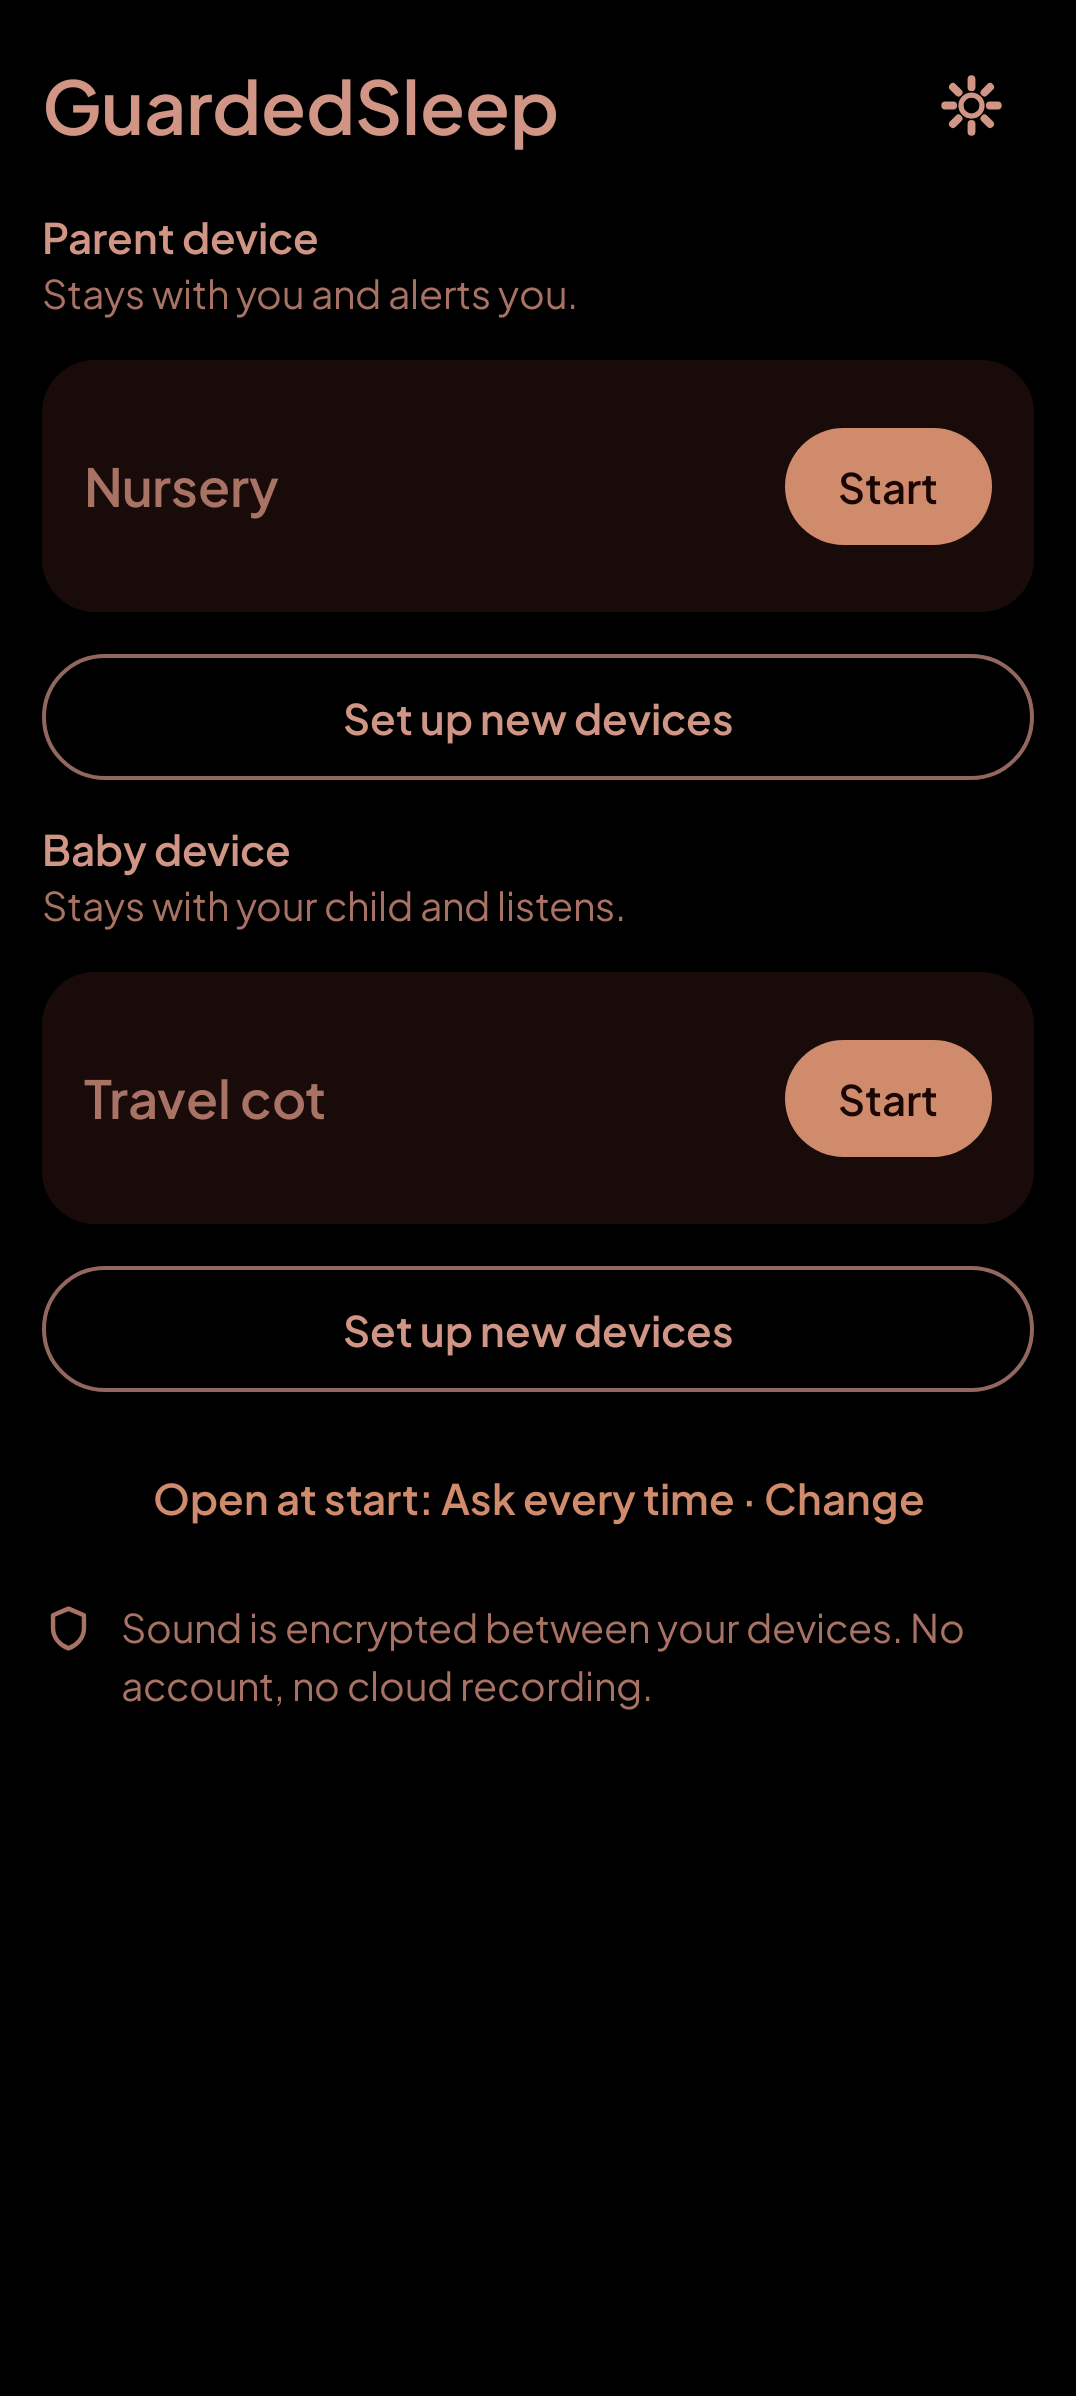 GuardedSleep
Parent device
Stays with you and alerts you.
Nursery
Start
Set up new devices
Baby device
Stays with your child and listens.
Travel cot
Start
Set up new devices
Open at start: Ask every time · Change
Sound is encrypted between your devices. No
account, no cloud recording.